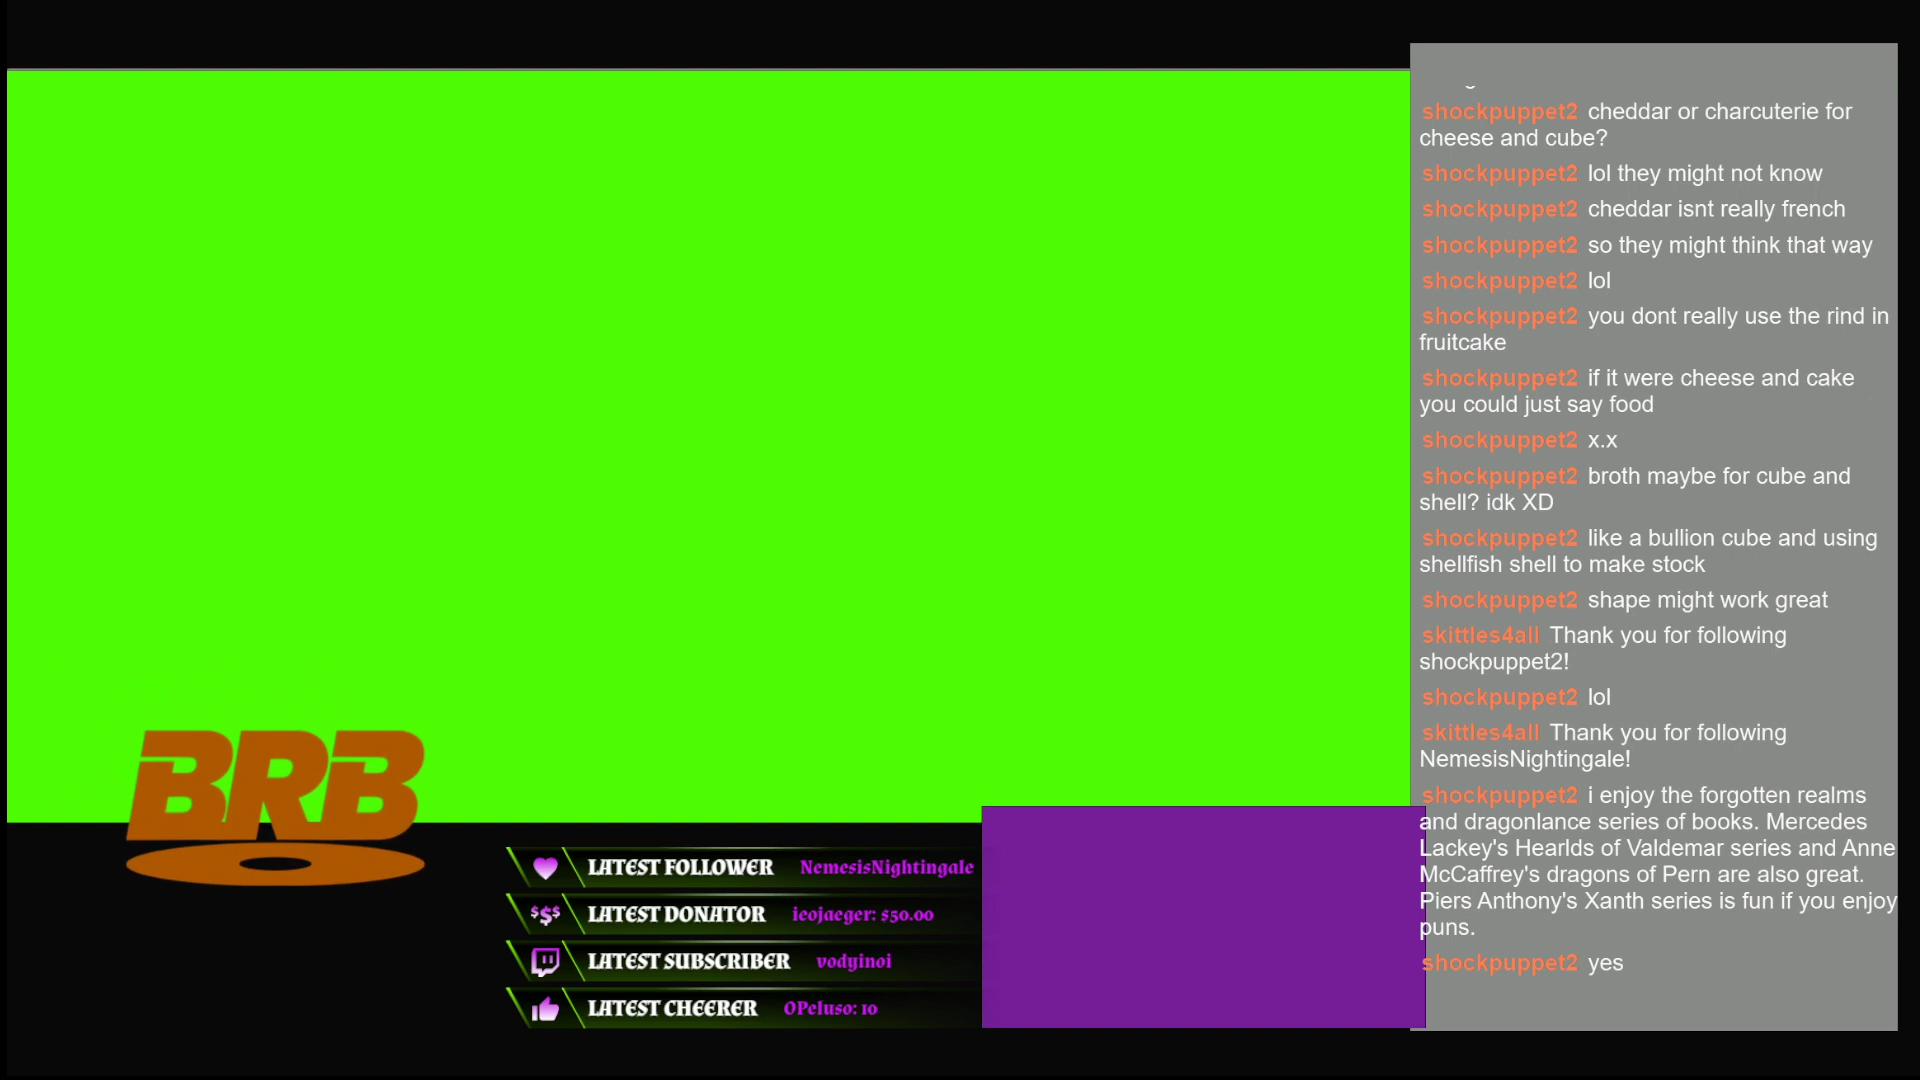 shockpuppet2 cheddar or charcuterie for
cheese and cube?
shockpuppet2 lol they might not know
shockpuppet2 cheddar isnt really french
shockpuppet2 so they might think that way
shockpuppet2 lol
shockpuppet2 you dont really use the rind in
fruitcake
shockpuppet2 if it were cheese and cake
you could just say food
shockpuppet2 x.x
shockpuppet2 broth maybe for cube and
shell? idk XD
shockpuppet2 like a bullion cube and using
shellfish shell to make stock
shockpuppet2 shape might work great
skittles4all Thank you for following
shockpuppet2!
shockpuppet2 lol
skittles4all Thank you for following
NemesisNightingale!
shockpuppet2 i enjoy the forgotten realms
and dragonlance series of books. Mercedes
Lackey's Hearlds of Valdemar series and Anne
McCaffrey's dragons of Pern are also great.
Piers Anthony's Xanth series is fun if you enjoy
puns.
shockpuppet2 yes
BRB
LATEST FOLLOWER NemesisNightingale
$$$ LATEST DONATOR icojaeger: $50.00
LATEST SUBSCRIBER vodyinoi
LATEST CHEERER OPeluso: 10